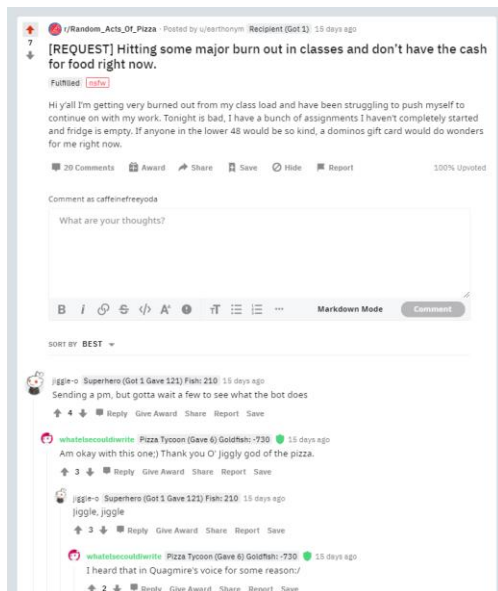 r/Random_Acts_Of_Pizza · Posted by u/earthonym Recipient (Got 1) 15 days ago
7
[REQUEST] Hitting some major burn out in classes and don't have the cash
for food right now.
Fulfilled nsfw
Hi y'all I'm getting very burned out from my class load and have been struggling to push myself to
continue on with my work. Tonight is bad, I have a bunch of assignments I haven't completely started
and fridge is empty. If anyone in the lower 48 would be so kind, a dominos gift card would do wonders
for me right now.
20 Comments Award Share Save Hide Report 100% Upvoted
Comment as caffeinefreeyoda
What are your thoughts?
B i S </> A^ TT ... Markdown Mode Comment
SORT BY BEST
jiggle-o Superhero (Got 1 Gave 121) Fish: 210 15 days ago
Sending a pm, but gotta wait a few to see what the bot does
4 Reply Give Award Share Report Save
whatelsecouldiwrite Pizza Tycoon (Gave 6) Goldfish: -730 15 days ago
Am okay with this one;) Thank you O' Jiggly god of the pizza.
3 Reply Give Award Share Report Save
jiggle-o Superhero (Got 1 Gave 121) Fish: 210 15 days ago
Jiggle, jiggle
3 Reply Give Award Share Report Save
whatelsecouldiwrite Pizza Tycoon (Gave 6) Goldfish: -730 15 days ago
I heard that in Quagmire's voice for some reason:/
2 Reply Give Award Share Report Save